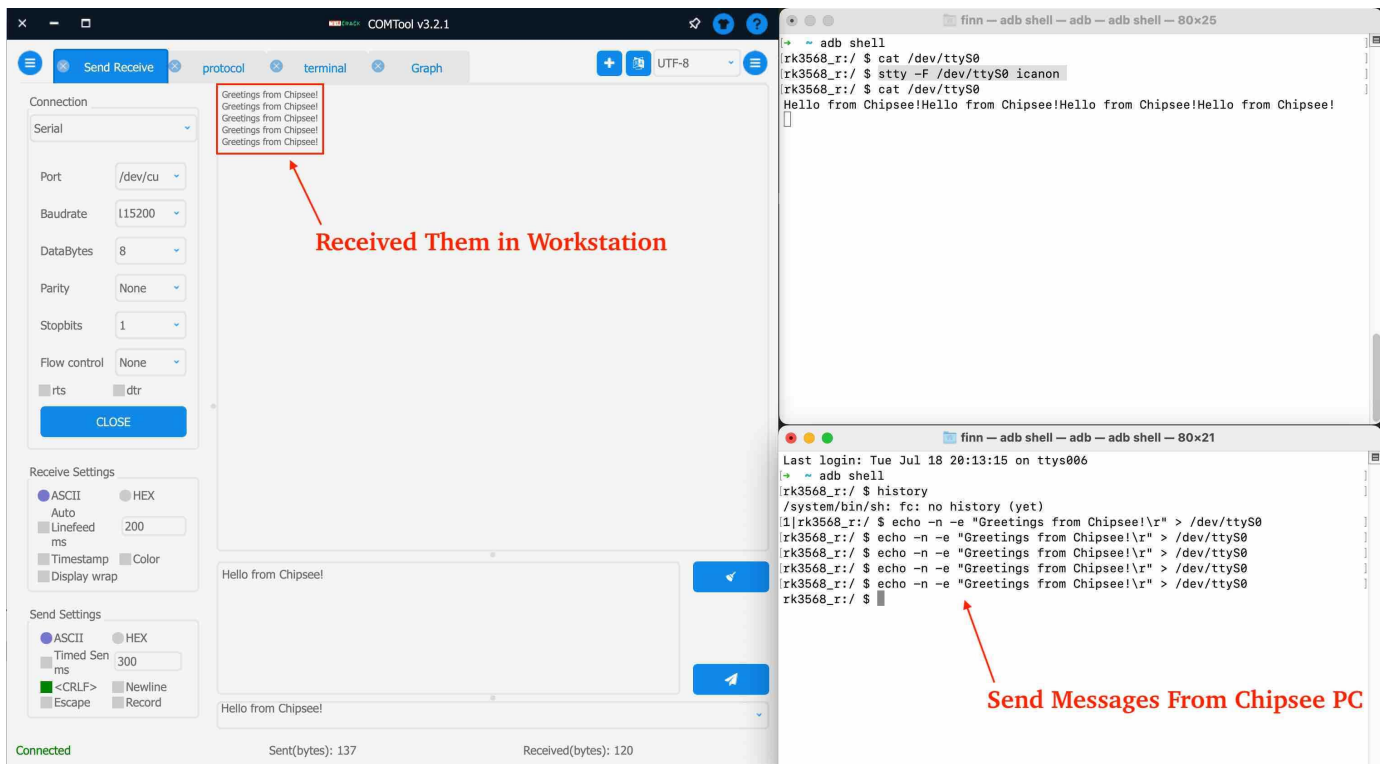 COMTool v3.2.1
Send Receive
protocol
terminal
Graph
UTF-8
Connection
Serial
Port /dev/cu
Baudrate 115200
DataBytes 8
Parity None
Stopbits 1
Flow control None
rts dtr
CLOSE
Receive Settings
ASCII HEX
Auto
Linefeed 200
ms
Timestamp Color
Display wrap
Send Settings
ASCII HEX
Timed Sen 300
ms
<CRLF> Newline
Escape Record
Greetings from Chipsee!
Greetings from Chipsee!
Greetings from Chipsee!
Greetings from Chipsee!
Greetings from Chipsee!
Received Them in Workstation
Hello from Chipsee!
Hello from Chipsee!
Connected
Sent(bytes): 137
Received(bytes): 120
finn — adb shell — adb — adb shell — 80×25
[➜ ~ adb shell ]
[rk3568_r:/ $ cat /dev/ttyS0 ]
[rk3568_r:/ $ stty -F /dev/ttyS0 icanon ]
[rk3568_r:/ $ cat /dev/ttyS0 ]
Hello from Chipsee!Hello from Chipsee!Hello from Chipsee!Hello from Chipsee!
finn — adb shell — adb — adb shell — 80×21
Last login: Tue Jul 18 20:13:15 on ttys006
[➜ ~ adb shell ]
[rk3568_r:/ $ history ]
/system/bin/sh: fc: no history (yet)
[1|rk3568_r:/ $ echo -n -e "Greetings from Chipsee!\r" > /dev/ttyS0 ]
[rk3568_r:/ $ echo -n -e "Greetings from Chipsee!\r" > /dev/ttyS0 ]
[rk3568_r:/ $ echo -n -e "Greetings from Chipsee!\r" > /dev/ttyS0 ]
[rk3568_r:/ $ echo -n -e "Greetings from Chipsee!\r" > /dev/ttyS0 ]
[rk3568_r:/ $ echo -n -e "Greetings from Chipsee!\r" > /dev/ttyS0 ]
rk3568_r:/ $
Send Messages From Chipsee PC